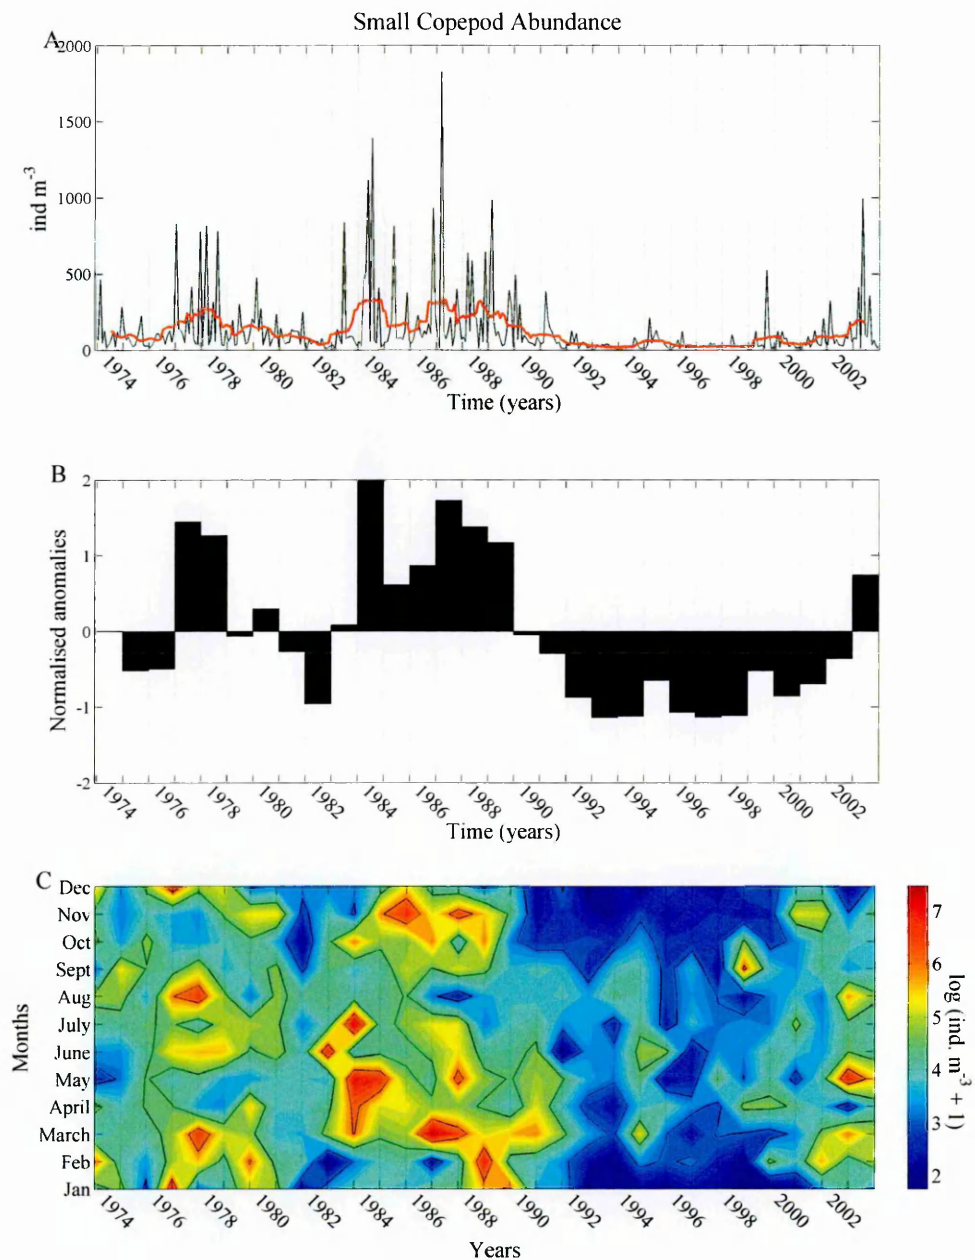 Small Copepod Abundance
A
2000
1500
1000
500
0
ind m-3
1974 1976 1978 1980 1982 1984 1986 1988 1990 1992 1994 1996 1998 2000 2002
Time (years)
B
2
1
0
-1
-2
Normalised anomalies
1974 1976 1978 1980 1982 1984 1986 1988 1990 1992 1994 1996 1998 2000 2002
Time (years)
C
Dec
Nov
Oct
Sept
Aug
July
June
May
April
March
Feb
Jan
Months
1974 1976 1978 1980 1982 1984 1986 1988 1990 1992 1994 1996 1998 2000 2002
Years
7
6
5
4
3
2
log (ind. m-3 + 1)